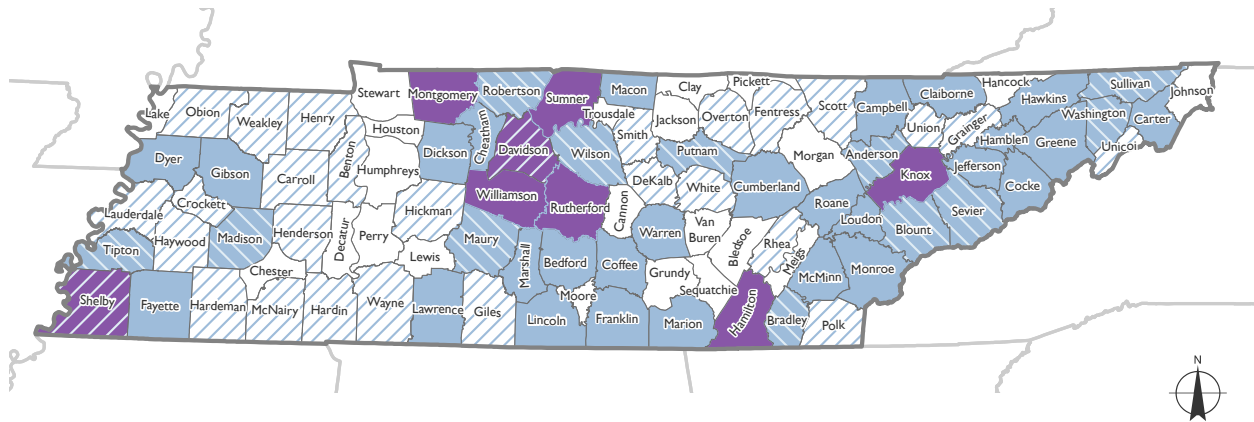 Stewart
Montgomery
Robertson
Sumner
Macon
Clay
Pickett
Hancock
Sullivan
Johnson
Lake
Obion
Weakley
Henry
Houston
Cheatham
Trousdale
Jackson
Overton
Fentress
Scott
Campbell
Claiborne
Hawkins
Washington
Carter
Union
Grainger
Hamblen
Greene
Unicoi
Dyer
Gibson
Carroll
Benton
Humphreys
Dickson
Davidson
Wilson
Smith
Putnam
Morgan
Anderson
Knox
Jefferson
Cocke
Lauderdale
Crockett
Henderson
Decatur
Perry
Hickman
Williamson
Rutherford
Cannon
DeKalb
White
Cumberland
Roane
Loudon
Blount
Sevier
Tipton
Haywood
Madison
Chester
Lewis
Maury
Marshall
Bedford
Coffee
Warren
Van
Buren
Bledsoe
Rhea
Meigs
McMinn
Monroe
Shelby
Fayette
Hardeman
McNairy
Hardin
Wayne
Lawrence
Giles
Lincoln
Moore
Franklin
Grundy
Sequatchie
Marion
Hamilton
Bradley
Polk
N